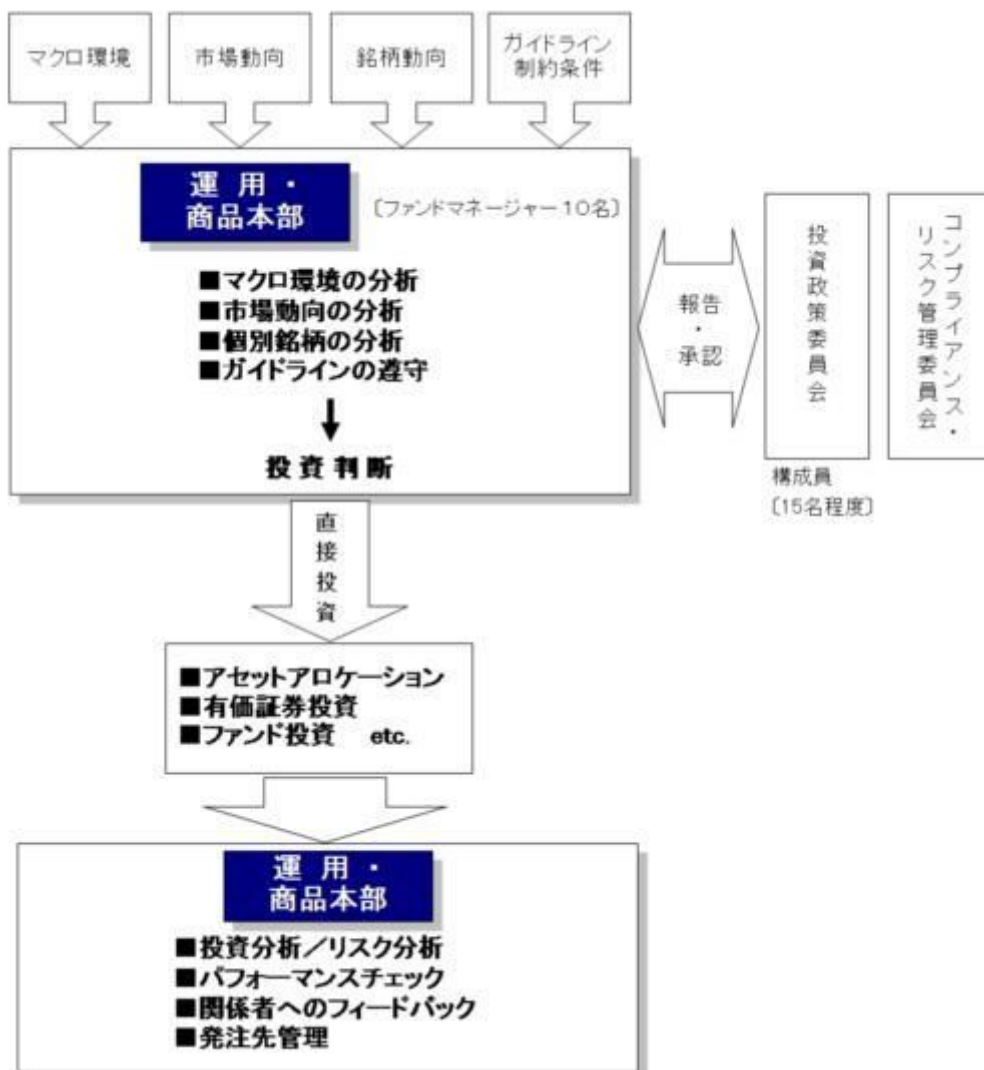 マクロ環境
市場動向
銘柄動向
ガイドライン
制約条件
運 用 ・
商品本部
〔ファンドマネージャー10名〕
■マクロ環境の分析
■市場動向の分析
■個別銘柄の分析
■ガイドラインの遵守
投資判断
報告
・
承認
投資政策委員会
コンプライアンス・
リスク管理委員会
構成員
〔15名程度〕
直接投資
■アセットアロケーション
■有価証券投資
■ファンド投資 etc.
運 用 ・
商品本部
■投資分析／リスク分析
■パフォーマンスチェック
■関係者へのフィードバック
■発注先管理